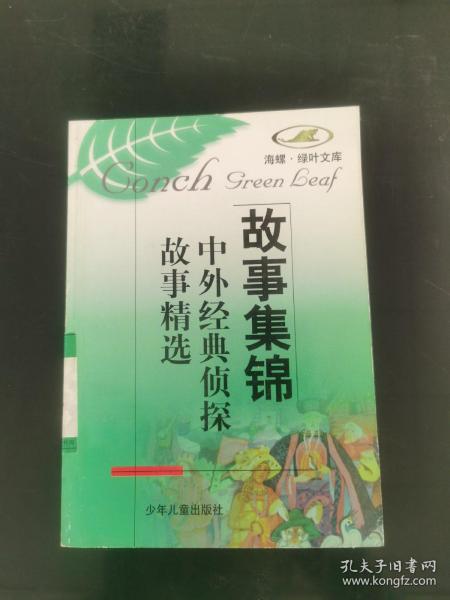 海螺·绿叶文库
Conch Green Leaf
故事集锦
中外经典侦探
故事精选
少年儿童出版社
孔夫子旧书网
www.kongfz.com